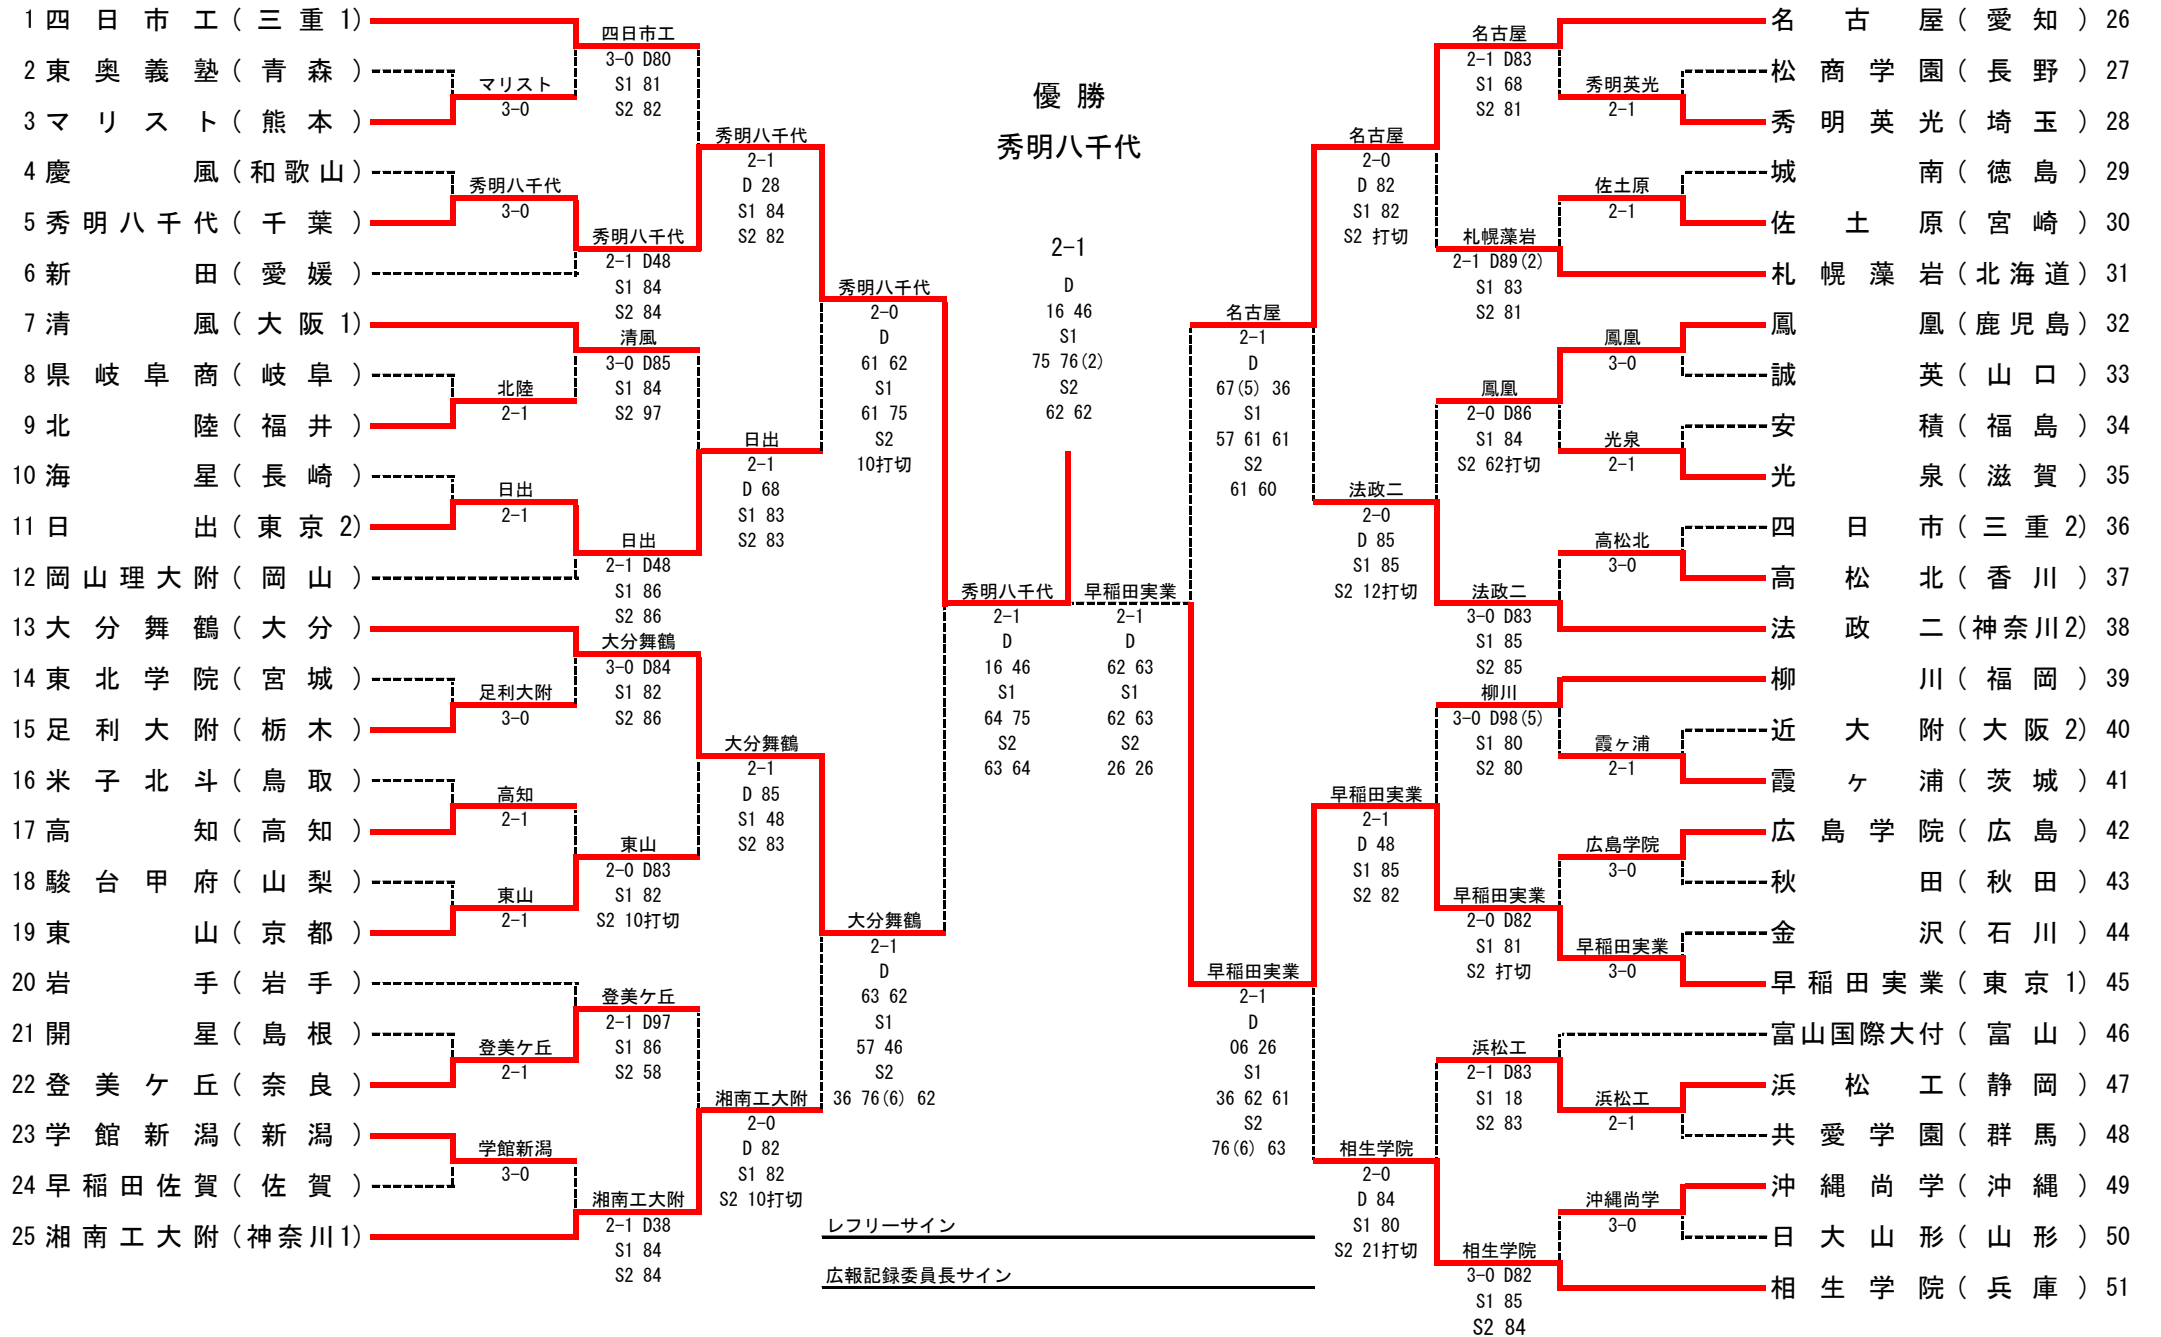 優 勝
秀明八千代
2-1
D
16 46
S1
75 76(2)
S2
62 62
1 四日市工 (三重1)
2 東奥義塾 (青森)
3 マリスト (熊本)
4 慶風 (和歌山)
5 秀明八千代 (千葉)
6 新田 (愛媛)
7 清風 (大阪1)
8 県岐阜商 (岐阜)
9 北陸 (福井)
10 海星 (長崎)
11 日出 (東京2)
12 岡山理大附 (岡山)
13 大分舞鶴 (大分)
14 東北学院 (宮城)
15 足利大附 (栃木)
16 米子北斗 (鳥取)
17 高知 (高知)
18 駿台甲府 (山梨)
19 東山 (京都)
20 岩手 (岩手)
21 開星 (島根)
22 登美ケ丘 (奈良)
23 学館新潟 (新潟)
24 早稲田佐賀 (佐賀)
25 湘南工大附 (神奈川1)
マリスト
3-0
秀明八千代
3-0
北陸
2-1
日出
2-1
足利大附
3-0
高知
2-1
東山
2-1
登美ケ丘
2-1
学館新潟
3-0
四日市工
3-0 D80
S1 81
S2 82
秀明八千代
2-1 D48
S1 84
S2 84
清風
3-0 D85
S1 84
S2 97
日出
2-1 D48
S1 86
S2 86
大分舞鶴
3-0 D84
S1 82
S2 86
東山
2-0 D83
S1 82
S2 10打切
登美ケ丘
2-1 D97
S1 86
S2 58
湘南工大附
2-1 D38
S1 84
S2 84
秀明八千代
2-1
D 28
S1 84
S2 82
日出
2-1
D 68
S1 83
S2 83
大分舞鶴
2-1
D 85
S1 48
S2 83
湘南工大附
2-0
D 82
S1 82
S2 10打切
秀明八千代
2-0
D
61 62
S1
61 75
S2
10打切
大分舞鶴
2-1
D
63 62
S1
57 46
S2
36 76(6) 62
秀明八千代
2-1
D
16 46
S1
64 75
S2
63 64
早稲田実業
2-1
D
62 63
S1
62 63
S2
26 26
名古屋
2-1
D
67(5) 36
S1
57 61 61
S2
61 60
早稲田実業
2-1
D
06 26
S1
36 62 61
S2
76(6) 63
名古屋
2-0
D 82
S1 82
S2 打切
法政二
2-0
D 85
S1 85
S2 12打切
早稲田実業
2-1
D 48
S1 85
S2 82
相生学院
2-0
D 84
S1 80
S2 21打切
名古屋
2-1 D83
S1 68
S2 81
札幌藻岩
2-1 D89(2)
S1 83
S2 81
鳳凰
2-0 D86
S1 84
S2 62打切
法政二
3-0 D83
S1 85
S2 85
柳川
3-0 D98(5)
S1 80
S2 80
早稲田実業
2-0 D82
S1 81
S2 打切
浜松工
2-1 D83
S1 18
S2 83
相生学院
3-0 D82
S1 85
S2 84
秀明英光
2-1
佐土原
2-1
鳳凰
3-0
光泉
2-1
高松北
3-0
霞ヶ浦
2-1
広島学院
3-0
早稲田実業
3-0
浜松工
2-1
沖縄尚学
3-0
名古屋 (愛知) 26
松商学園 (長野) 27
秀明英光 (埼玉) 28
城南 (徳島) 29
佐土原 (宮崎) 30
札幌藻岩 (北海道) 31
鳳凰 (鹿児島) 32
誠英 (山口) 33
安積 (福島) 34
光泉 (滋賀) 35
四日市 (三重2) 36
高松北 (香川) 37
法政二 (神奈川2) 38
柳川 (福岡) 39
近大附 (大阪2) 40
霞ヶ浦 (茨城) 41
広島学院 (広島) 42
秋田 (秋田) 43
金沢 (石川) 44
早稲田実業 (東京1) 45
富山国際大付 (富山) 46
浜松工 (静岡) 47
共愛学園 (群馬) 48
沖縄尚学 (沖縄) 49
日大山形 (山形) 50
相生学院 (兵庫) 51
レフリーサイン
広報記録委員長サイン